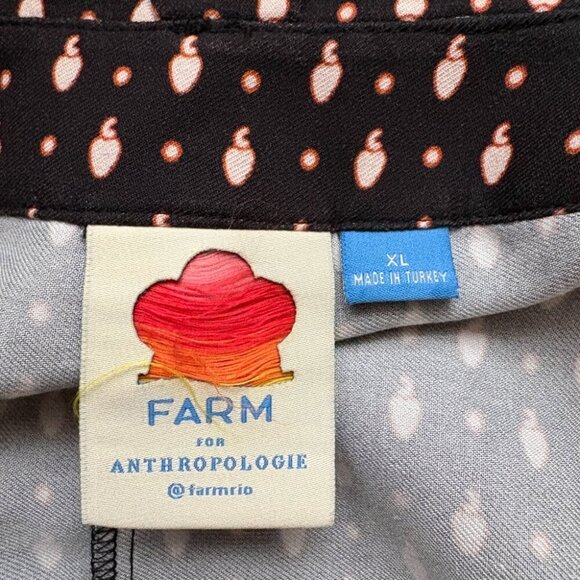 FARM
FOR
ANTHROPOLOGIE
@farmrio
XL
MADE IN TURKEY